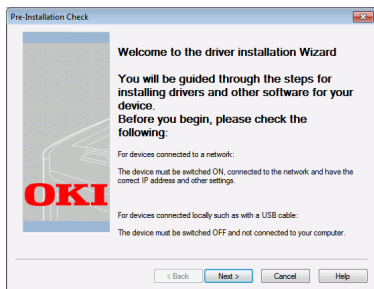 Pre-Installation Check
Welcome to the driver installation Wizard
You will be guided through the steps for
installing drivers and other software for your
device.
Before you begin, please check the
following:
For devices connected to a network:
The device must be switched ON, connected to the network and have the
correct IP address and other settings.
OKI
For devices connected locally such as with a USB cable:
The device must be switched OFF and not connected to your computer.
< Back
Next >
Cancel
Help